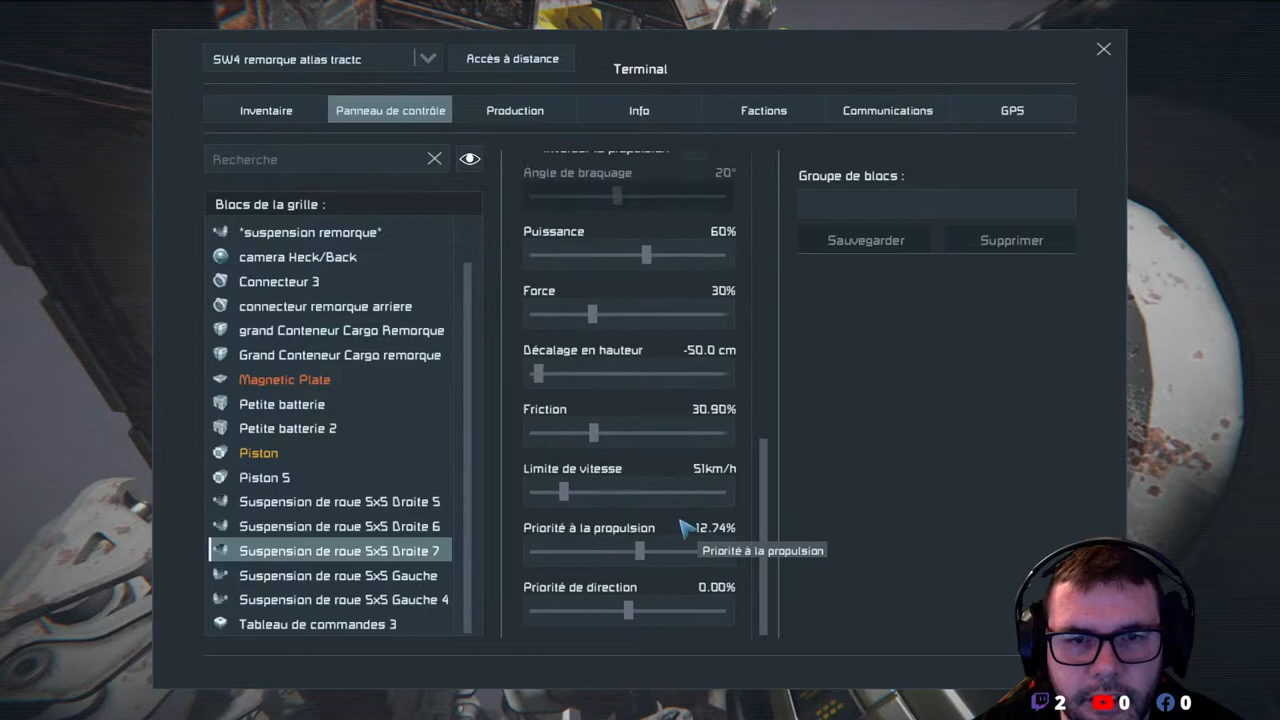 SW4 remorque atlas tractc
Accès à distance
Terminal
Inventaire
Panneau de contrôle
Production
Info
Factions
Communications
GPS
Recherche
Blocs de la grille :
*suspension remorque*
camera Heck/Back
Connecteur 3
connecteur remorque arriere
grand Conteneur Cargo Remorque
Grand Conteneur Cargo remorque
Magnetic Plate
Petite batterie
Petite batterie 2
Piston
Piston 5
Suspension de roue 5x5 Droite 5
Suspension de roue 5x5 Droite 6
Suspension de roue 5x5 Droite 7
Suspension de roue 5x5 Gauche
Suspension de roue 5x5 Gauche 4
Tableau de commandes 3
Inverser la propulsion
Angle de braquage 20°
Puissance 60%
Force 30%
Décalage en hauteur -50.0 cm
Friction 30.90%
Limite de vitesse 51km/h
Priorité à la propulsion 12.74%
Priorité à la propulsion
Priorité de direction 0.00%
Groupe de blocs :
Sauvegarder
Supprimer
2 0 0